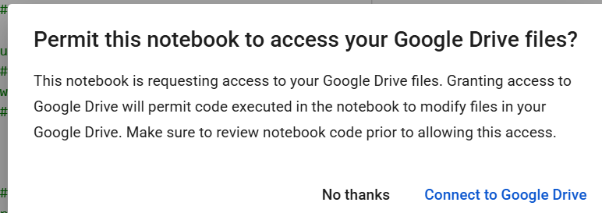 Permit this notebook to access your Google Drive files?
This notebook is requesting access to your Google Drive files. Granting access to
Google Drive will permit code executed in the notebook to modify files in your
Google Drive. Make sure to review notebook code prior to allowing this access.
No thanks Connect to Google Drive